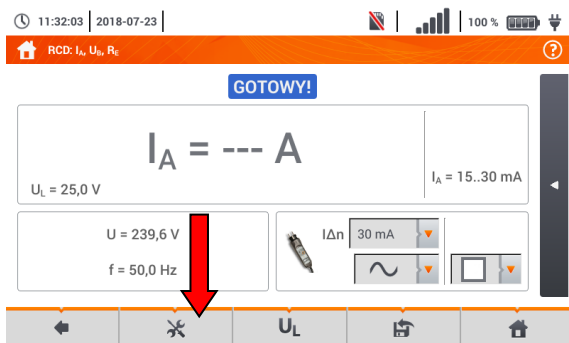 11:32:03 2018-07-23 100 %
RCD: IA, UB, RE ?
GOTOWY!
IA = --- A
IA = 15..30 mA
UL = 25,0 V
U = 239,6 V
f = 50,0 Hz
IΔn 30 mA
UL